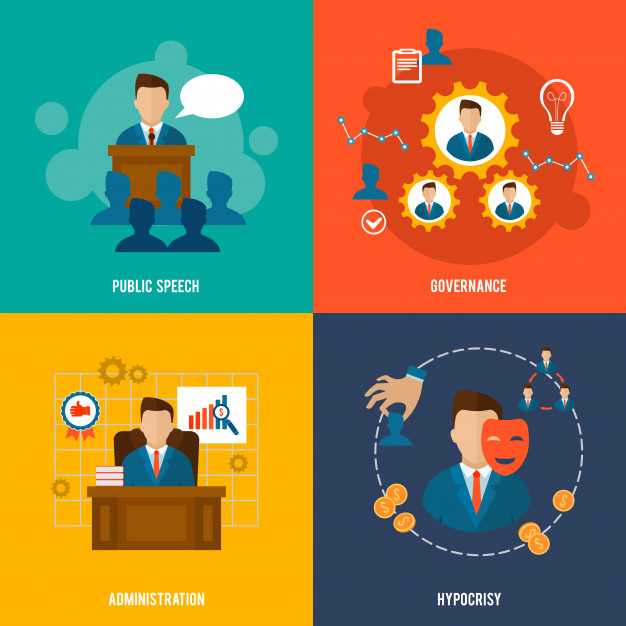 PUBLIC SPEECH
GOVERNANCE
$
ADMINISTRATION
HYPOCRISY
$
$
$
$
$
$